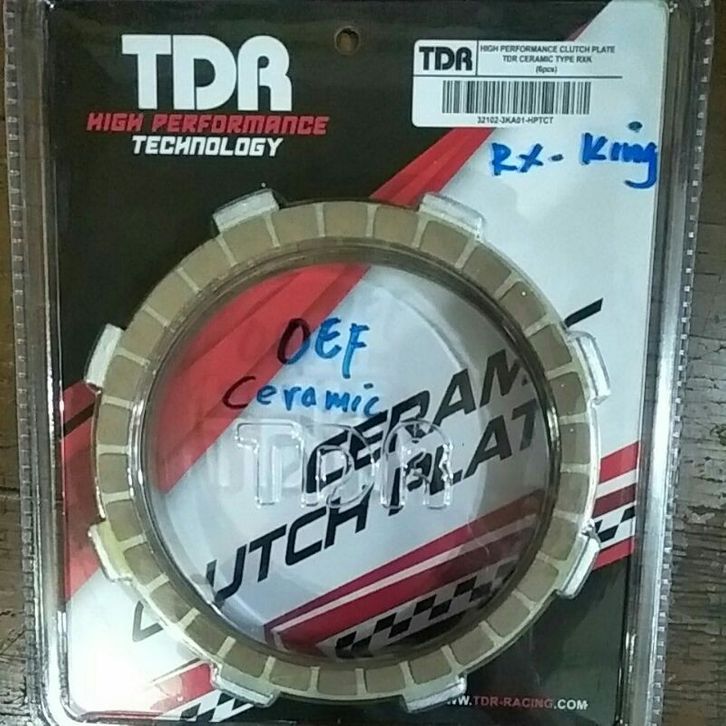 TDR
HIGH PERFORMANCE
TECHNOLOGY
TDR
HIGH PERFORMANCE CLUTCH PLATE
TDR CERAMIC TYPE RXK
(6pcs)
32102-3KA01-HPTCT
RX- King
OEF
Ceramic
CERAMI
TDR
CLUTCH PLAT
WWW.TDR-RACING.COM